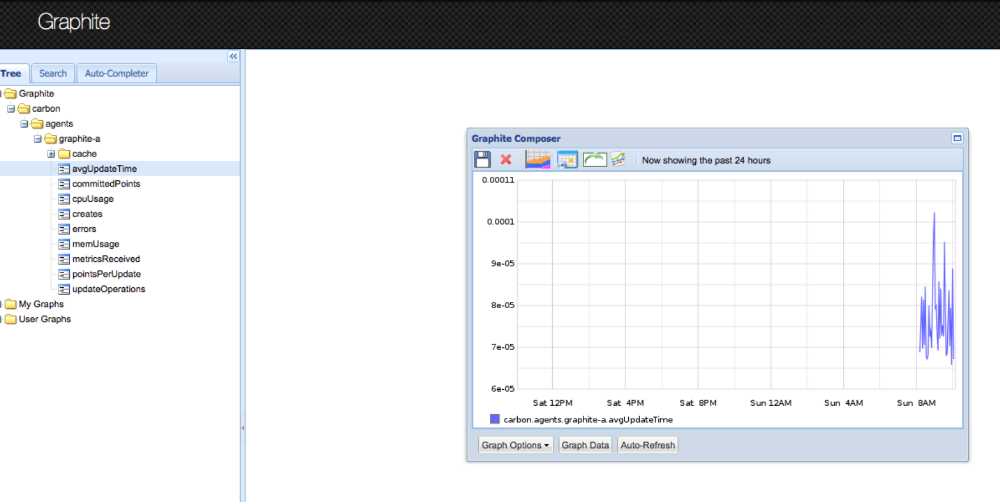 Graphite
Tree Search Auto-Completer
Graphite
carbon
agents
graphite-a
cache
avgUpdateTime
committedPoints
cpuUsage
creates
errors
memUsage
metricsReceived
pointsPerUpdate
updateOperations
My Graphs
User Graphs
Graphite Composer
Now showing the past 24 hours
0.00011
0.0001
9e-05
8e-05
7e-05
6e-05
Sat 12PM Sat 4PM Sat 8PM Sun 12AM Sun 4AM Sun 8AM
carbon.agents.graphite-a.avgUpdateTime
Graph Options Graph Data Auto-Refresh